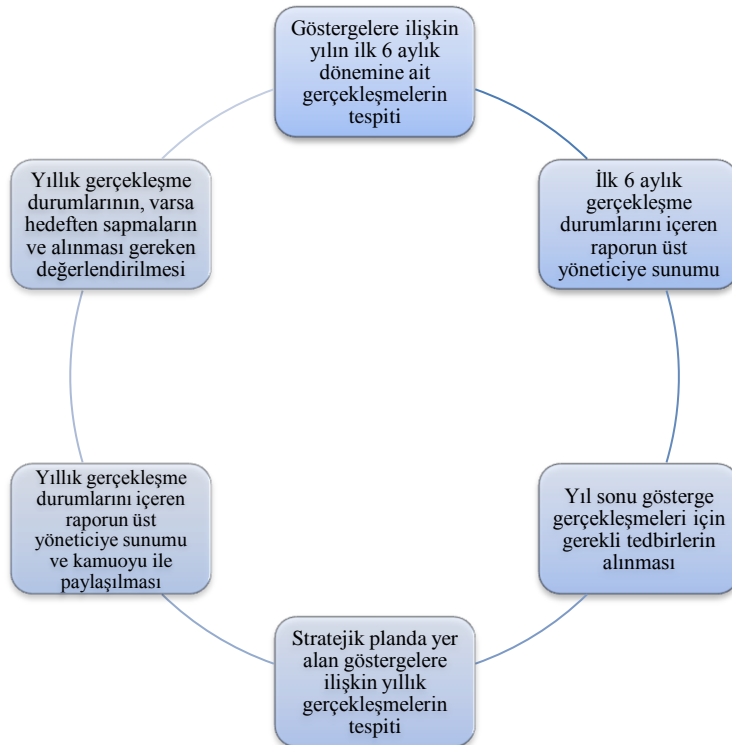 Göstergelere ilişkin
yılın ilk 6 aylık
dönemine ait
gerçekleşmelerin
tespiti
İlk 6 aylık
gerçekleşme
durumlarını içeren
raporun üst
yöneticiye sunumu
Yıl sonu gösterge
gerçekleşmeleri için
gerekli tedbirlerin
alınması
Stratejik planda yer
alan göstergelere
ilişkin yıllık
gerçekleşmelerin
tespiti
Yıllık gerçekleşme
durumlarını içeren
raporun üst
yöneticiye sunumu
ve kamuoyu ile
paylaşılması
Yıllık gerçekleşme
durumlarının, varsa
hedeften sapmaların
ve alınması gereken
değerlendirilmesi